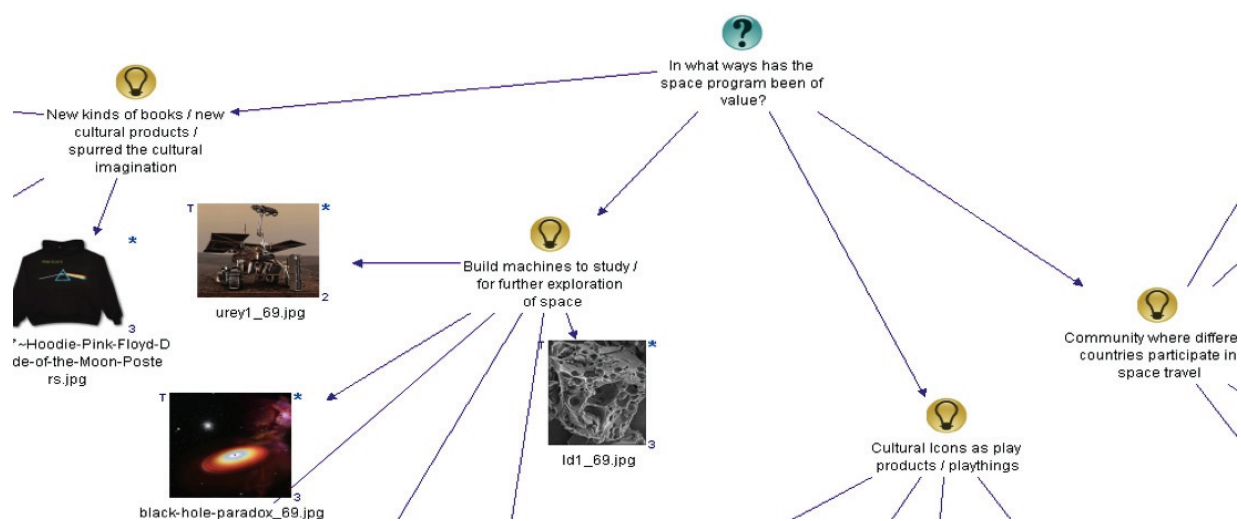 ?
In what ways has the
space program been of
value?
New kinds of books / new
cultural products /
spurred the cultural
imagination
T
*
2
urey1_69.jpg
Build machines to study /
for further exploration
of space
*
3
~Hoodie-Pink-Floyd-D
de-of-the-Moon-Poste
rs.jpg
T
*
3
ld1_69.jpg
Community where differe
countries participate in
space travel
T
*
3
black-hole-paradox_69.jpg
Cultural Icons as play
products / playthings